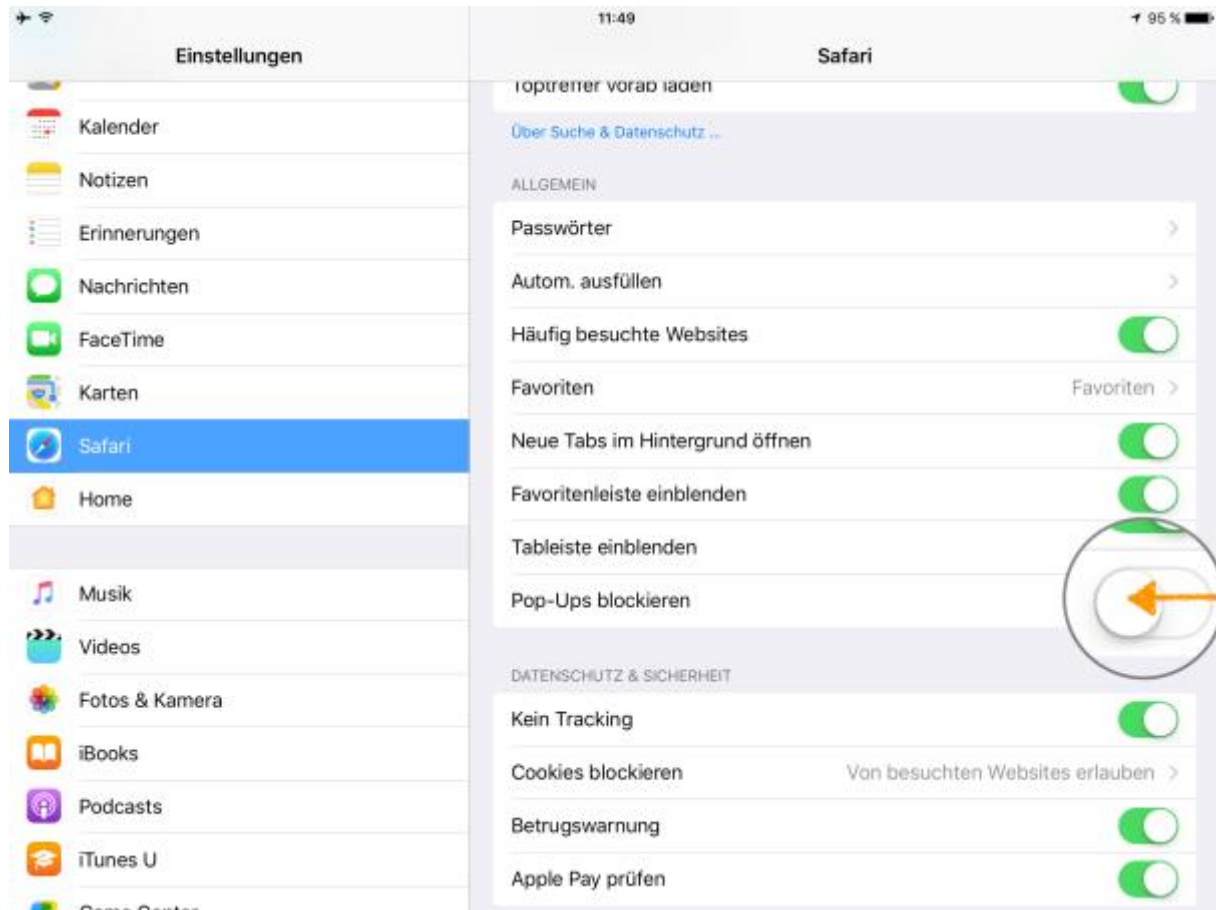 11:49
95 %
Einstellungen
Safari
Kalender
Notizen
Erinnerungen
Nachrichten
FaceTime
Karten
Safari
Home
Musik
Videos
Fotos & Kamera
iBooks
Podcasts
iTunes U
Game Center
Toptreffer vorab laden
Über Suche & Datenschutz ...
ALLGEMEIN
Passwörter
Autom. ausfüllen
Häufig besuchte Websites
Favoriten Favoriten
Neue Tabs im Hintergrund öffnen
Favoritenleiste einblenden
Tableiste einblenden
Pop-Ups blockieren
DATENSCHUTZ & SICHERHEIT
Kein Tracking
Cookies blockieren Von besuchten Websites erlauben
Betrugswarnung
Apple Pay prüfen